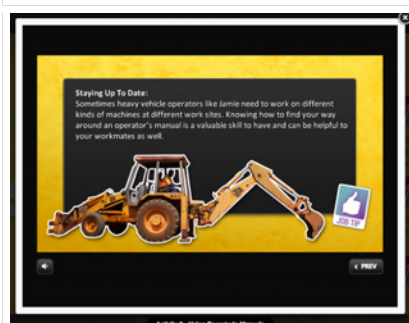 Staying Up To Date:
Sometimes heavy vehicle operators like Jamie need to work on different
kinds of machines at different work sites. Knowing how to find your way
around an operator's manual is a valuable skill to have and can be helpful to
your workmates as well.
JOB TIP
PREV